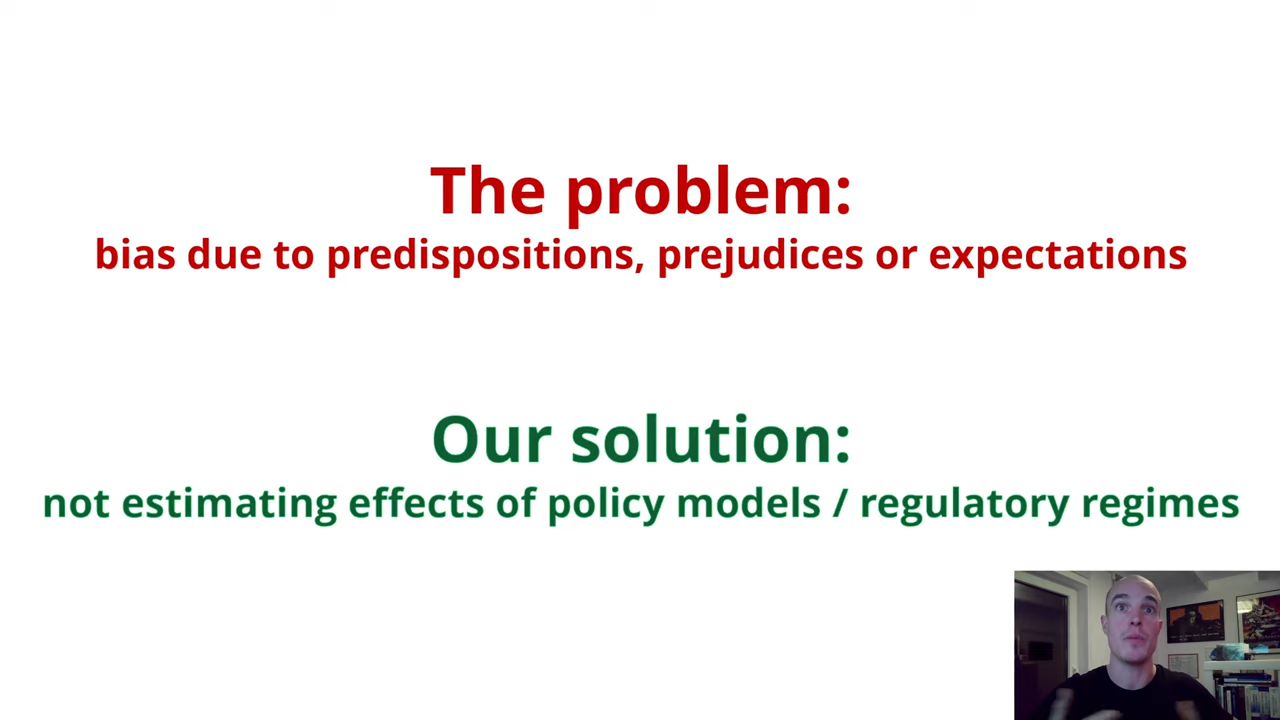 The problem:
bias due to predispositions, prejudices or expectations
Our solution:
not estimating effects of policy models / regulatory regimes